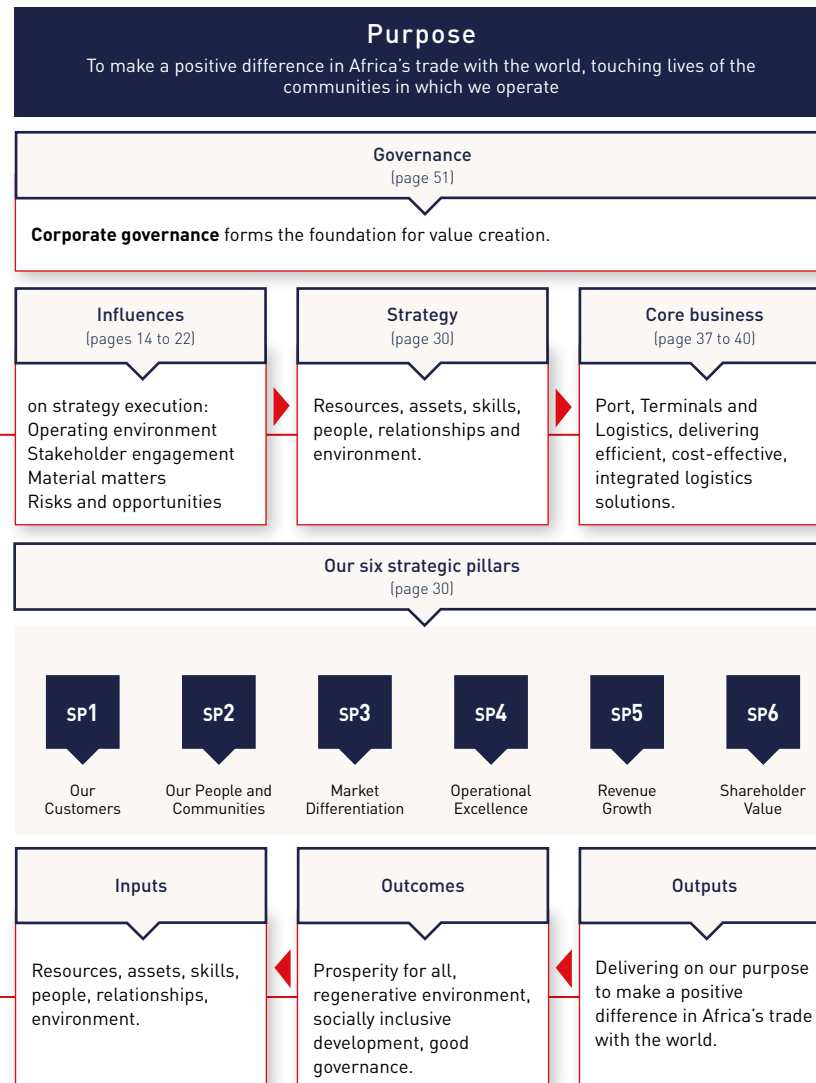 Purpose
To make a positive difference in Africa's trade with the world, touching lives of the
communities in which we operate
Governance
(page 51)
Corporate governance forms the foundation for value creation.
Influences
(pages 14 to 22)
on strategy execution:
Operating environment
Stakeholder engagement
Material matters
Risks and opportunities
Strategy
(page 30)
Resources, assets, skills,
people, relationships and
environment.
Core business
(page 37 to 40)
Port, Terminals and
Logistics, delivering
efficient, cost-effective,
integrated logistics
solutions.
Our six strategic pillars
(page 30)
SP1
Our
Customers
SP2
Our People and
Communities
SP3
Market
Differentiation
SP4
Operational
Excellence
SP5
Revenue
Growth
SP6
Shareholder
Value
Inputs
Resources, assets, skills,
people, relationships,
environment.
Outcomes
Prosperity for all,
regenerative environment,
socially inclusive
development, good
governance.
Outputs
Delivering on our purpose
to make a positive
difference in Africa's trade
with the world.